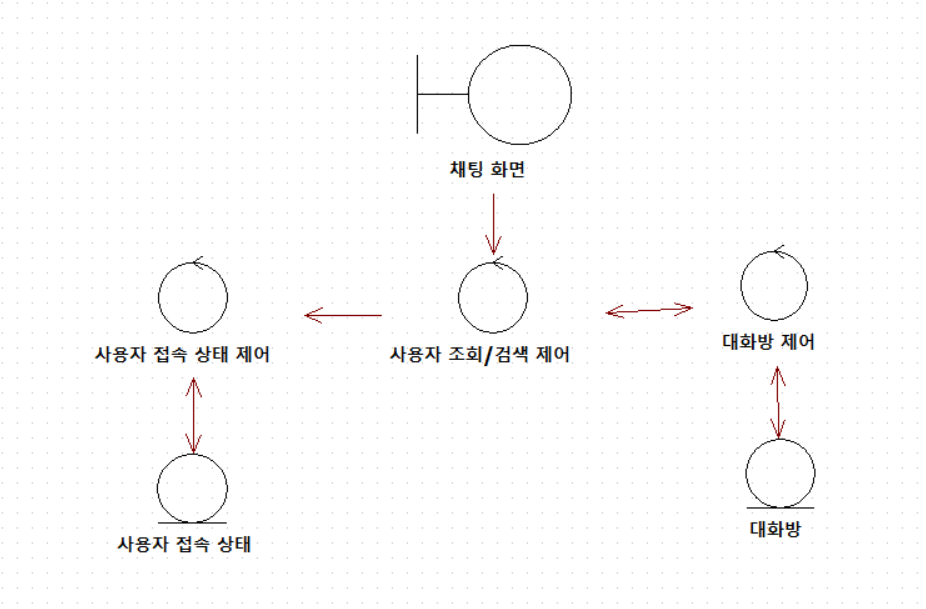 채팅 화면
사용자 접속 상태 제어
사용자 조회/검색 제어
대화방 제어
사용자 접속 상태
대화방